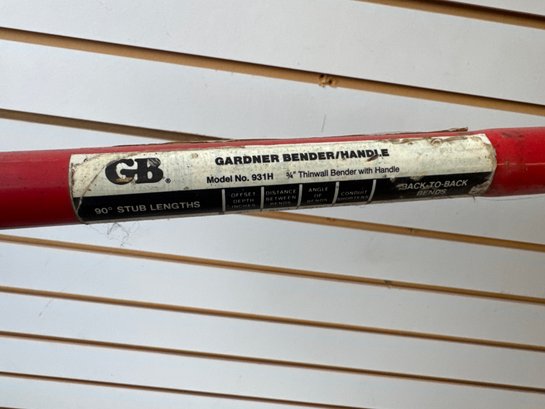 GB®
GARDNER BENDER/HANDLE
Model No. 931H ¾" Thinwall Bender with Handle
90° STUB LENGTHS
OFFSET DEPTH INCHES
DISTANCE BETWEEN BENDS
ANGLE OF BENDS
CONDUIT SHORTENS
BACK-TO-BACK BENDS